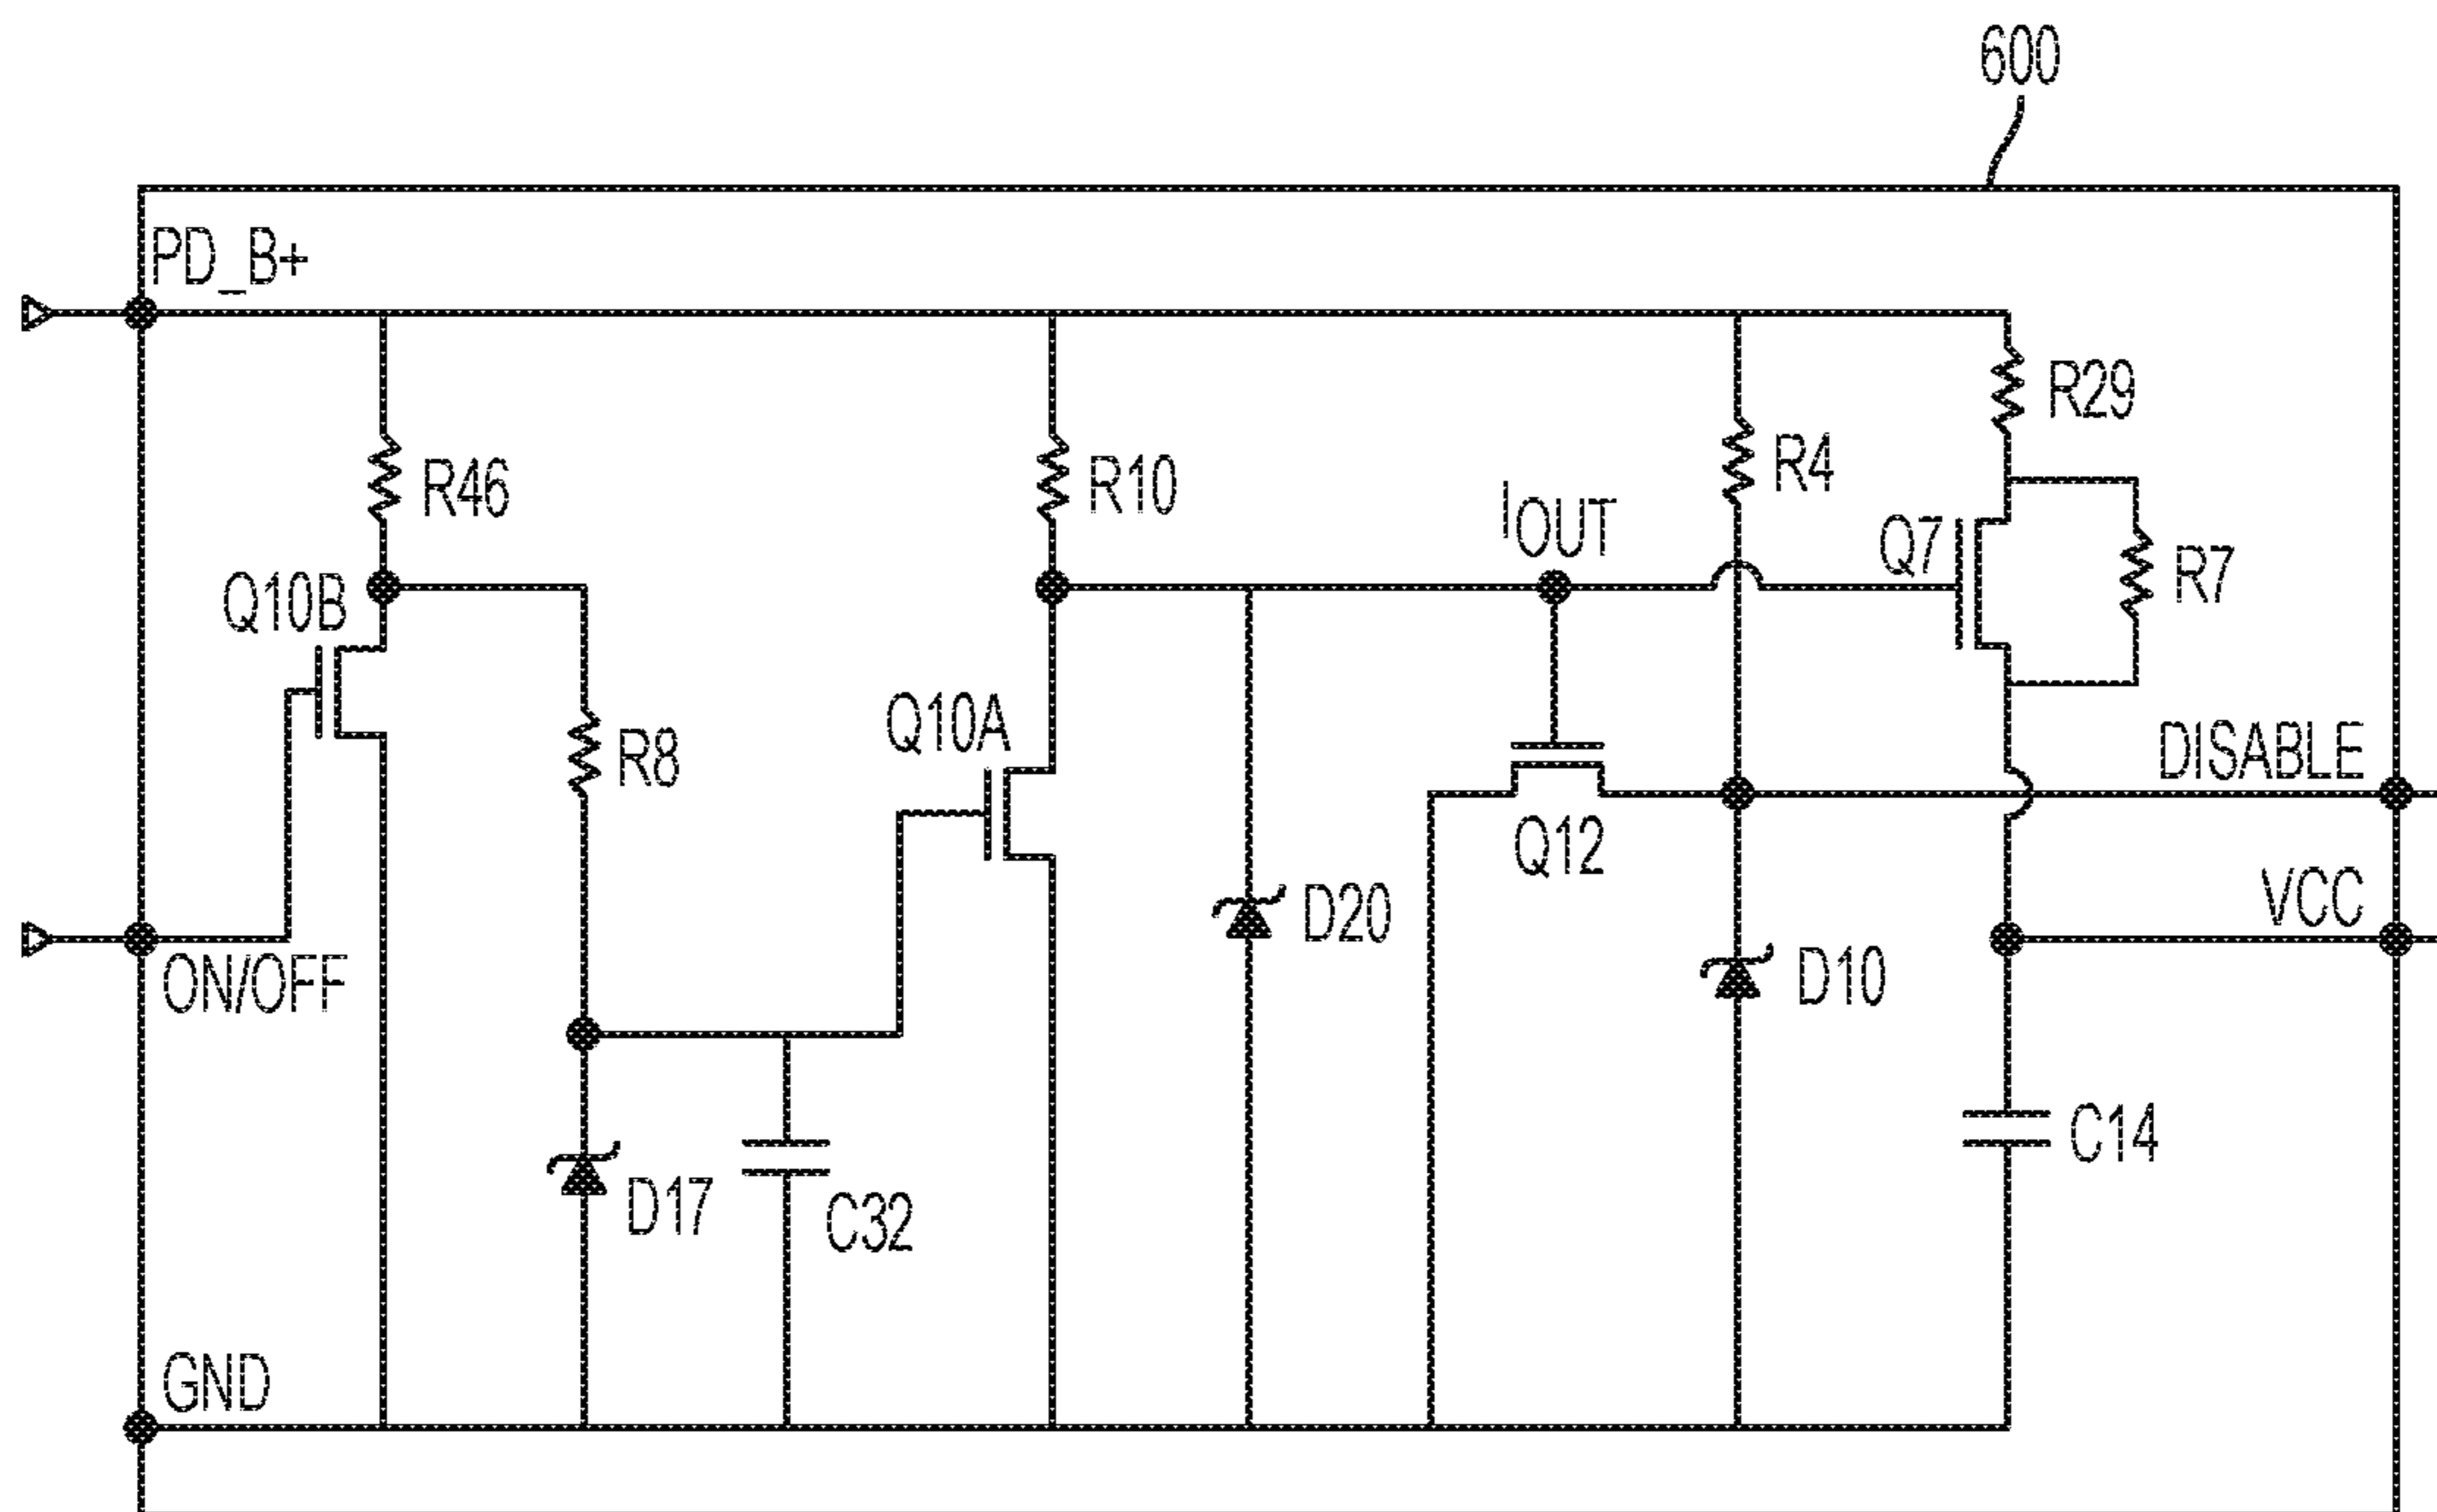 600
PD_B+
R29
R4
R46
R10
IOUT
Q7
R7
Q10B
Q10A
R8
DISABLE
Q12
VCC
D20
ON/OFF
D10
C14
D17
C32
GND